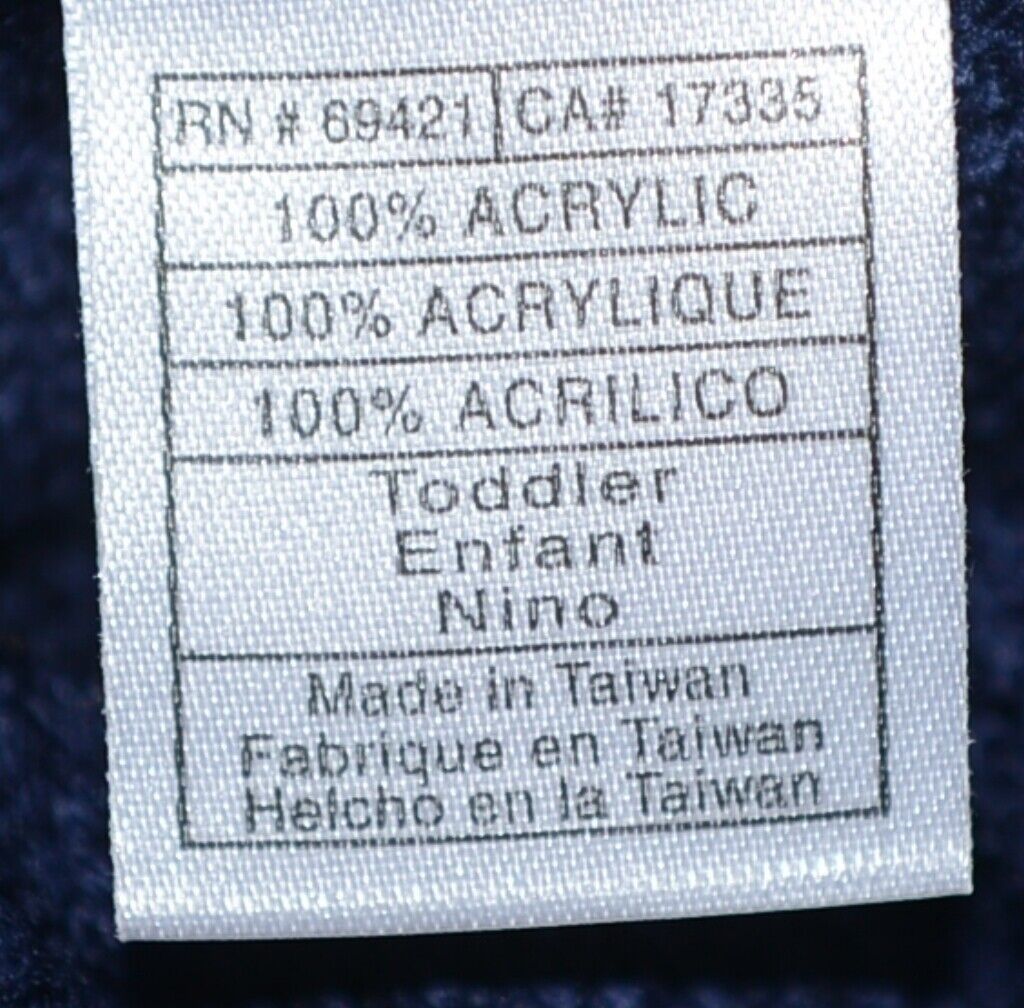 RN # 69421 CA# 17335
100% ACRYLIC
100% ACRYLIQUE
100% ACRILICO
Toddler
Enfant
Nino
Made in Taiwan
Fabrique en Taiwan
Helcho en la Taiwan